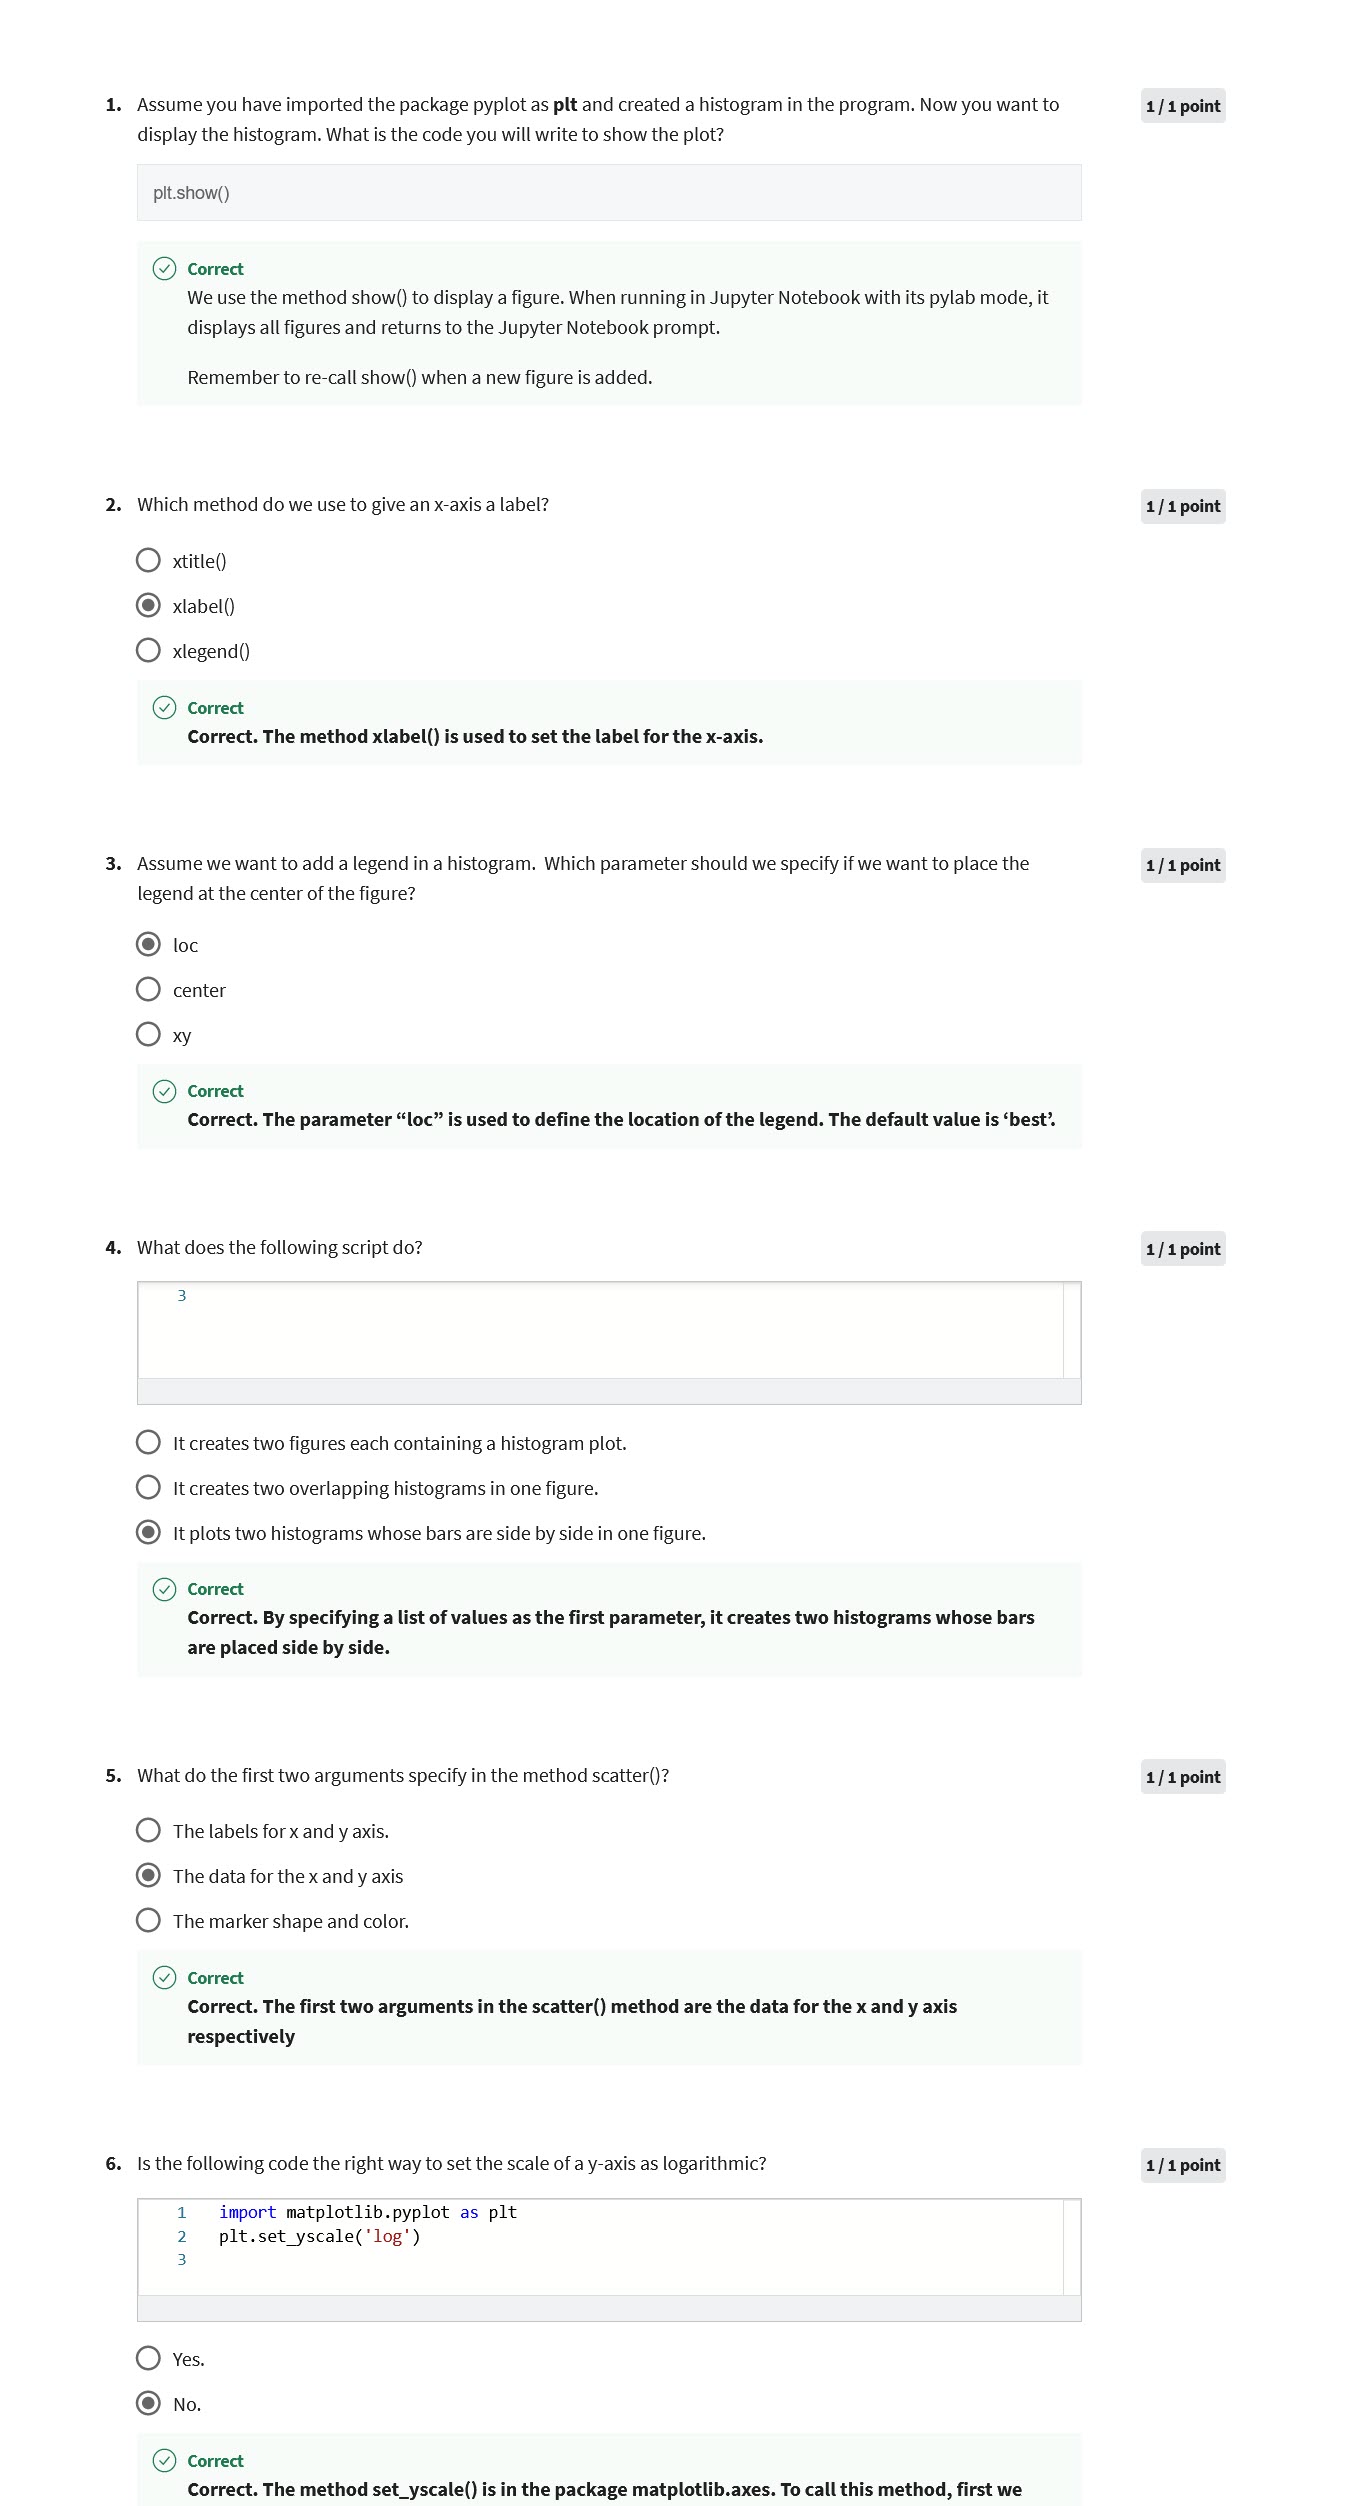 1. Assume you have imported the package pyplot as plt and created a histogram in the program. Now you want to
1 / 1 point
display the histogram. What is the code you will write to show the plot?
plt.show()
Correct
We use the method show() to display a figure. When running in Jupyter Notebook with its pylab mode, it
displays all figures and returns to the Jupyter Notebook prompt.
Remember to re-call show() when a new figure is added.
2. Which method do we use to give an x-axis a label?
1 / 1 point
xtitle()
xlabel()
xlegend()
Correct
Correct. The method xlabel() is used to set the label for the x-axis.
3. Assume we want to add a legend in a histogram.  Which parameter should we specify if we want to place the
1 / 1 point
legend at the center of the figure?
loc
center
xy
Correct
Correct. The parameter “loc” is used to define the location of the legend. The default value is ‘best’.
4. What does the following script do?
1 / 1 point
3
It creates two figures each containing a histogram plot.
It creates two overlapping histograms in one figure.
It plots two histograms whose bars are side by side in one figure.
Correct
Correct. By specifying a list of values as the first parameter, it creates two histograms whose bars
are placed side by side.
5. What do the first two arguments specify in the method scatter()?
1 / 1 point
The labels for x and y axis.
The data for the x and y axis
The marker shape and color.
Correct
Correct. The first two arguments in the scatter() method are the data for the x and y axis
respectively
6. Is the following code the right way to set the scale of a y-axis as logarithmic?
1 / 1 point
1 import matplotlib.pyplot as plt
2 plt.set_yscale('log')
3
Yes.
No.
Correct
Correct. The method set_yscale() is in the package matplotlib.axes. To call this method, first we